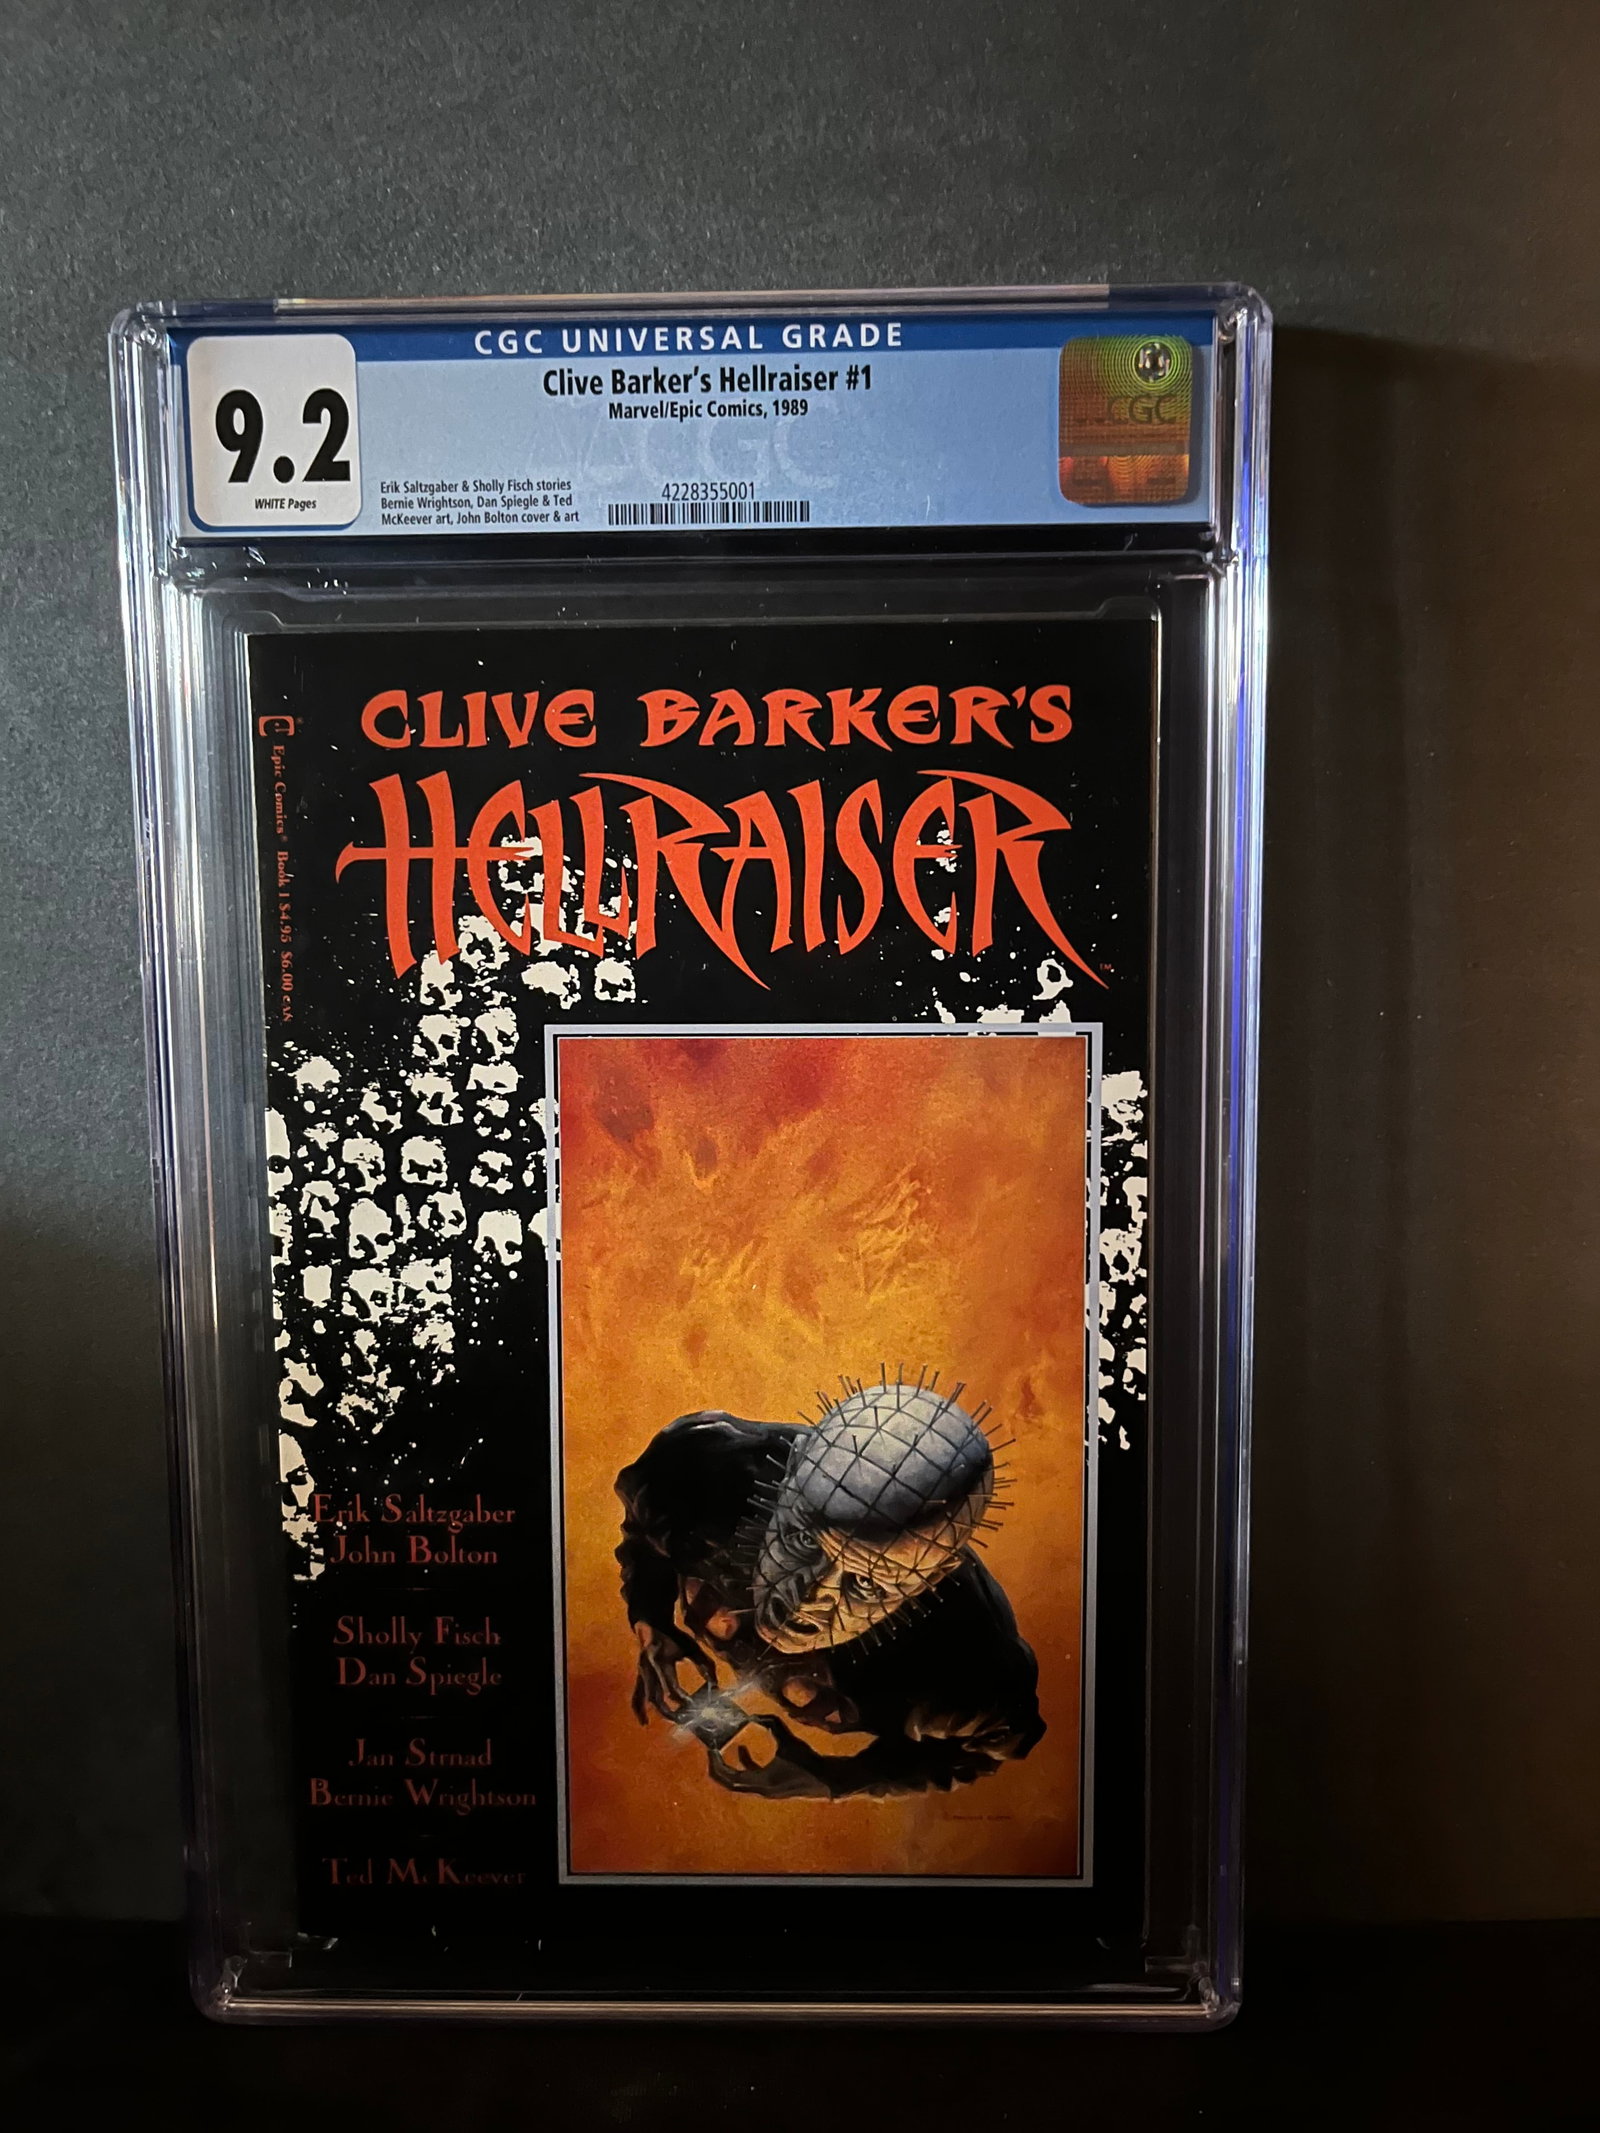 CGC UNIVERSAL GRADE
9.2
WHITE Pages
Clive Barker's Hellraiser #1
Marvel/Epic Comics, 1989
Erik Saltzgaber & Sholly Fisch stories
Bernie Wrightson, Dan Spiegle & Ted
McKeever art, John Bolton cover & art
4228355001
CGC
CGC
Epic Comics® Book 1 $4.95 $6.00 CAN
CLIVE BARKER'S
HELLRAISER
TM
Erik Saltzgaber
John Bolton
Sholly Fisch
Dan Spiegle
Jan Strnad
Bernie Wrightson
Ted McKeever